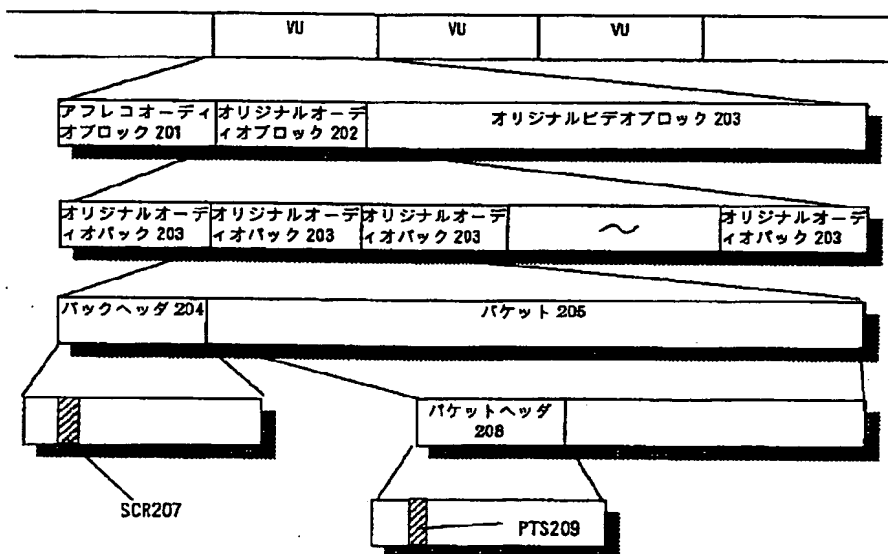 VU VU VU
アフレコオーディ オリジナルオーデ オリジナルビデオブロック 203
オブロック 201 ィオブロック 202
オリジナルオーデ オリジナルオーデ オリジナルオーデ ～ オリジナルオーデ
ィオパック 203 ィオパック 203 ィオパック 203 ィオパック 203
パックヘッダ 204 パケット 205
パケットヘッダ
208
SCR207
PTS209